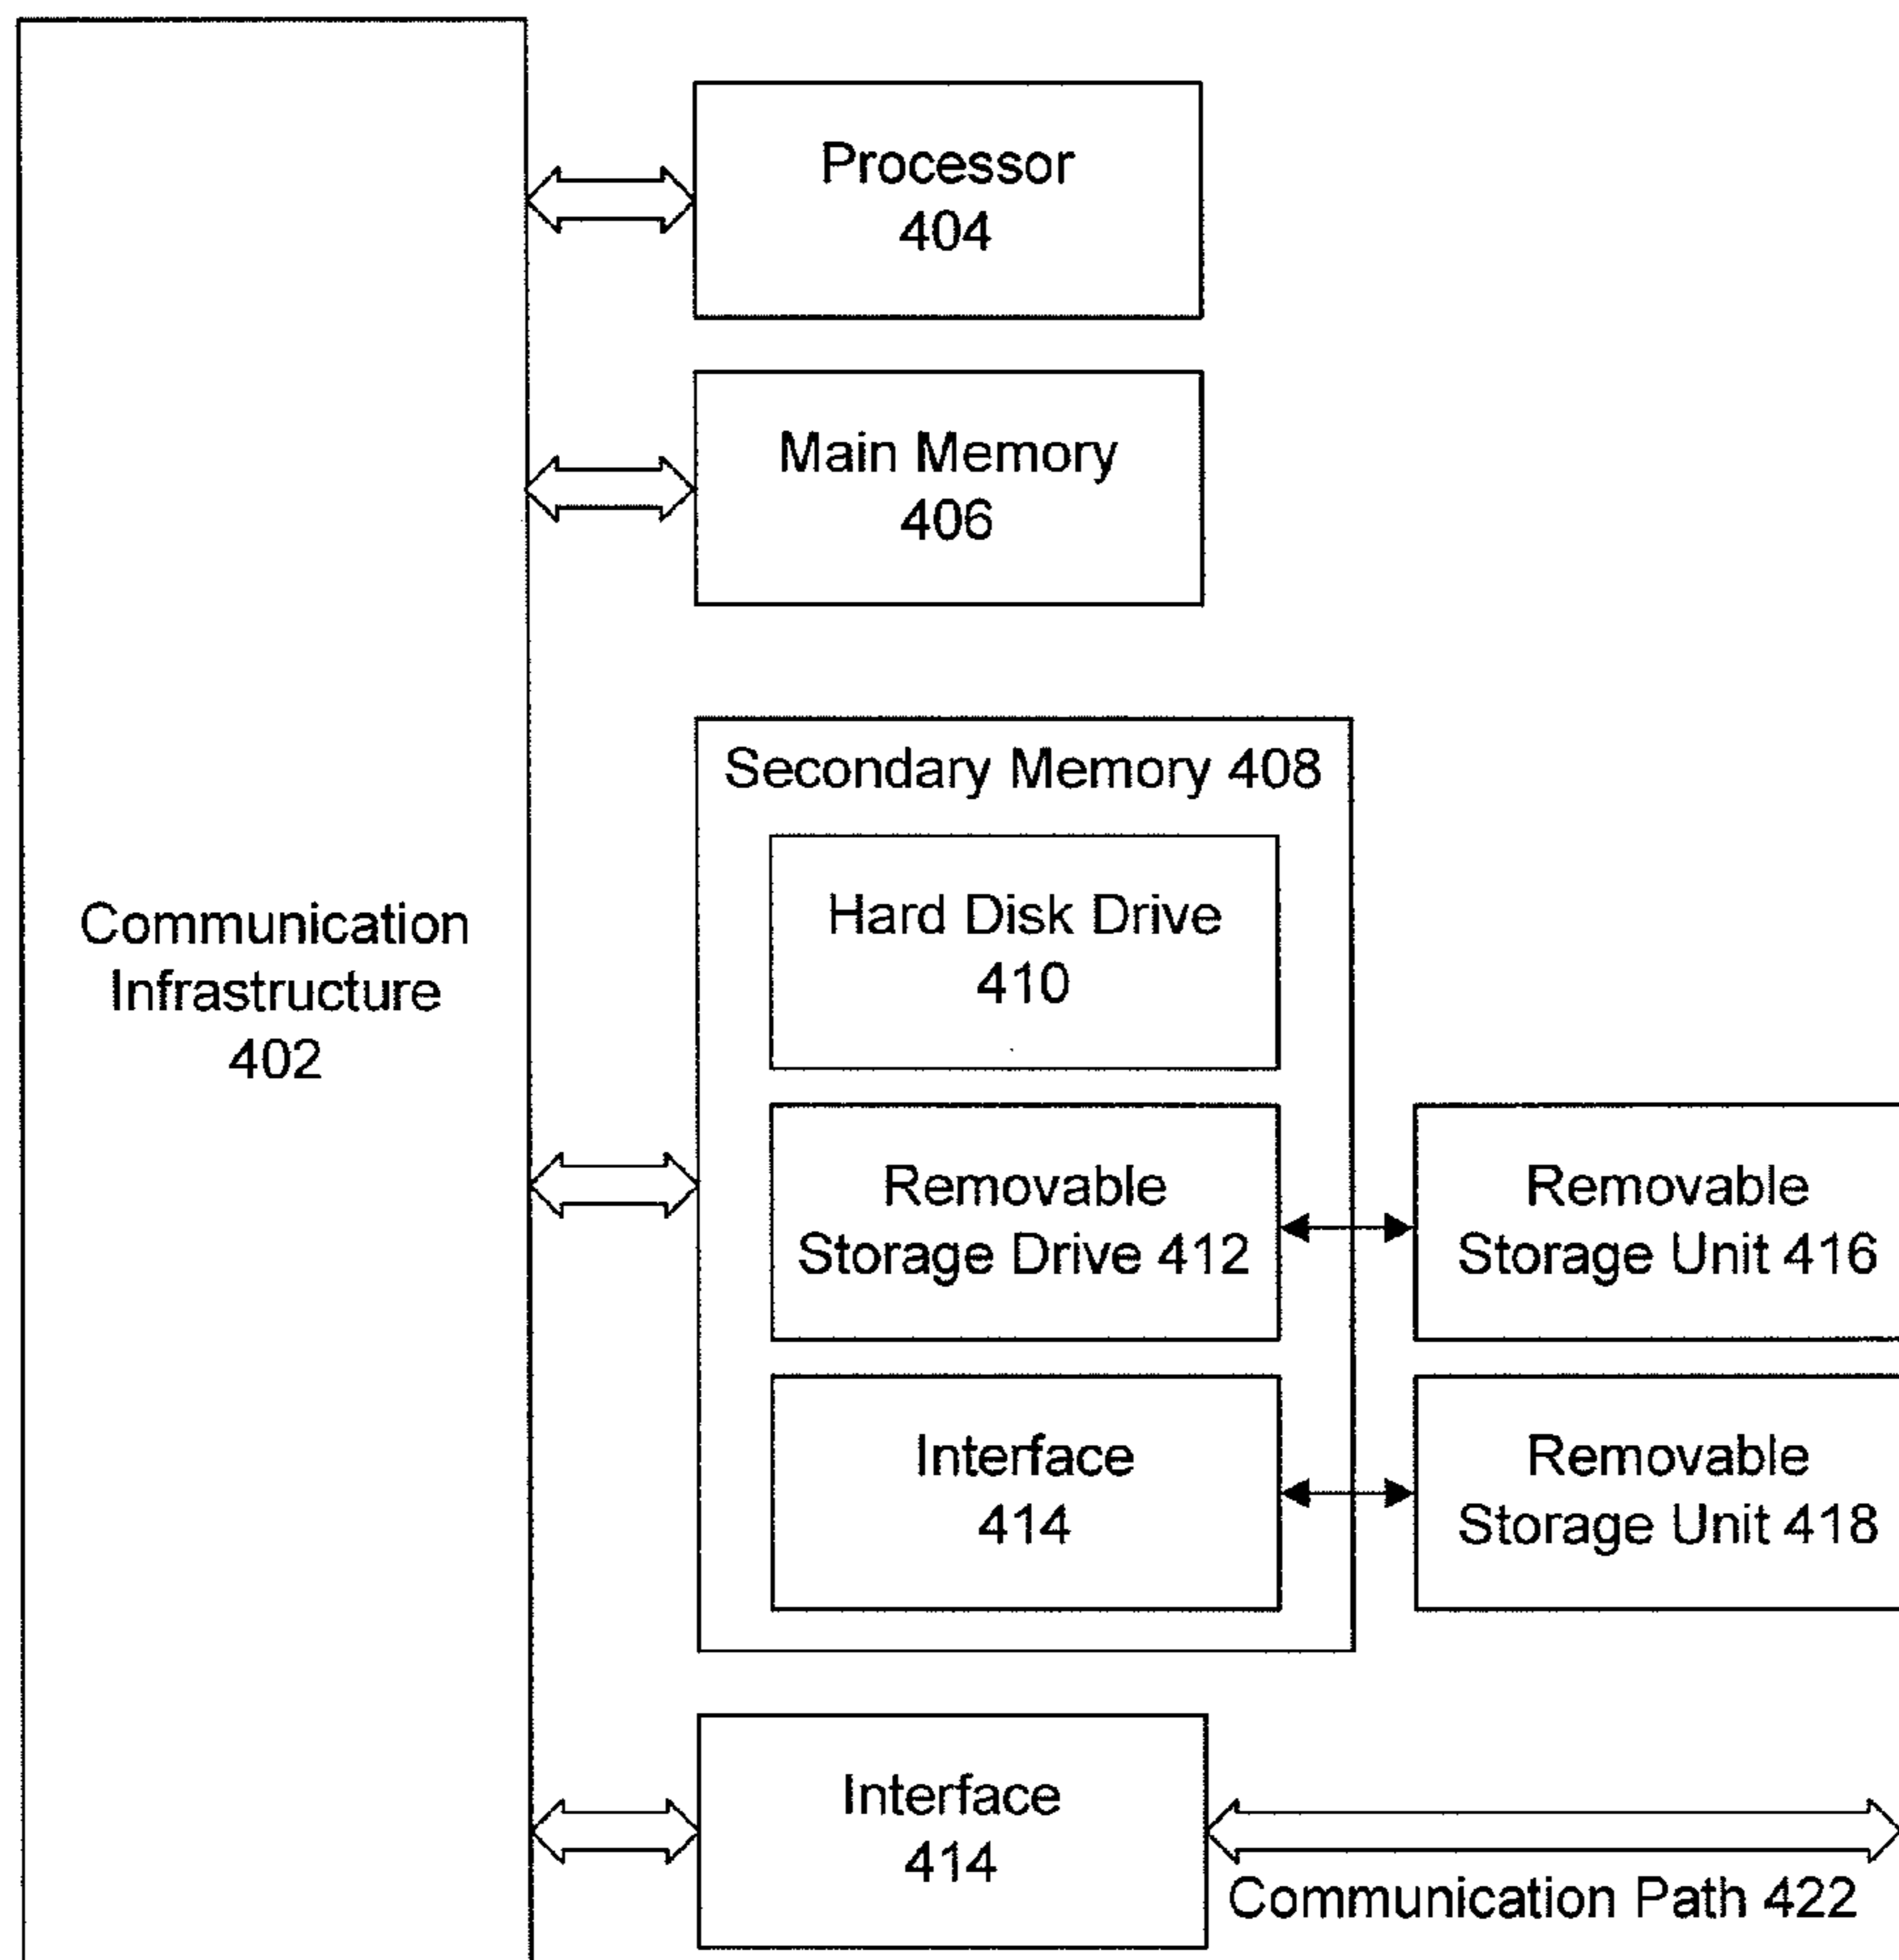 Processor
404
Main Memory
406
Secondary Memory 408
Hard Disk Drive
410
Communication
Infrastructure
402
Removable
Storage Drive 412
Removable
Storage Unit 416
Interface
414
Removable
Storage Unit 418
Interface
414
Communication Path 422